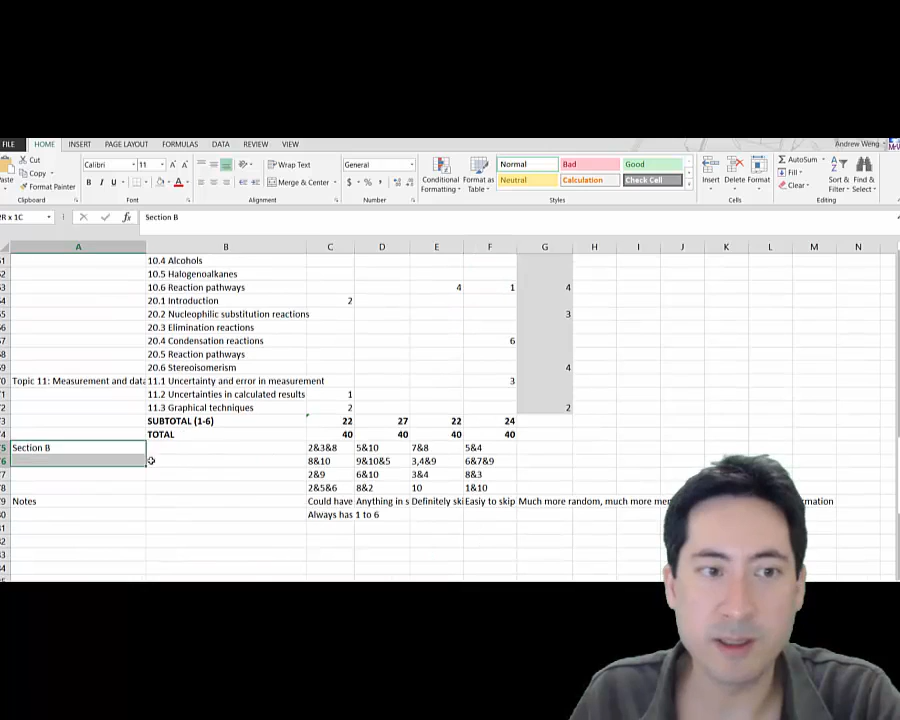 FILE HOME INSERT PAGE LAYOUT FORMULAS DATA REVIEW VIEW Andrew Weng
Cut
Copy
Format Painter
Paste
Clipboard
Calibri 11
B I U
Font
Wrap Text
Merge & Center
Alignment
General
$ % ,
Number
Conditional Formatting
Format as Table
Normal Bad Good
Neutral Calculation Check Cell
Styles
Insert Delete Format
Cells
AutoSum
Fill
Clear
Sort & Filter
Find & Select
Editing
2R x 1C fx Section B
A B C D E F G H I J K L M N
10.4 Alcohols
10.5 Halogenoalkanes
10.6 Reaction pathways 4 1 4
20.1 Introduction 2
20.2 Nucleophilic substitution reactions 3
20.3 Elimination reactions
20.4 Condensation reactions 6
20.5 Reaction pathways
20.6 Stereoisomerism 4
Topic 11: Measurement and data 11.1 Uncertainty and error in measurement 3
11.2 Uncertainties in calculated results 1
11.3 Graphical techniques 2 2
SUBTOTAL (1-6) 22 27 22 24
TOTAL 40 40 40 40
Section B 2&3&8 5&10 7&8 5&4
8&10 9&10&5 3,4&9 6&7&9
2&9 6&10 3&4 8&3
2&5&6 8&2 10 1&10
Notes Could have Anything in s Definitely ski Easy to skip Much more random, much more
Always has 1 to 6